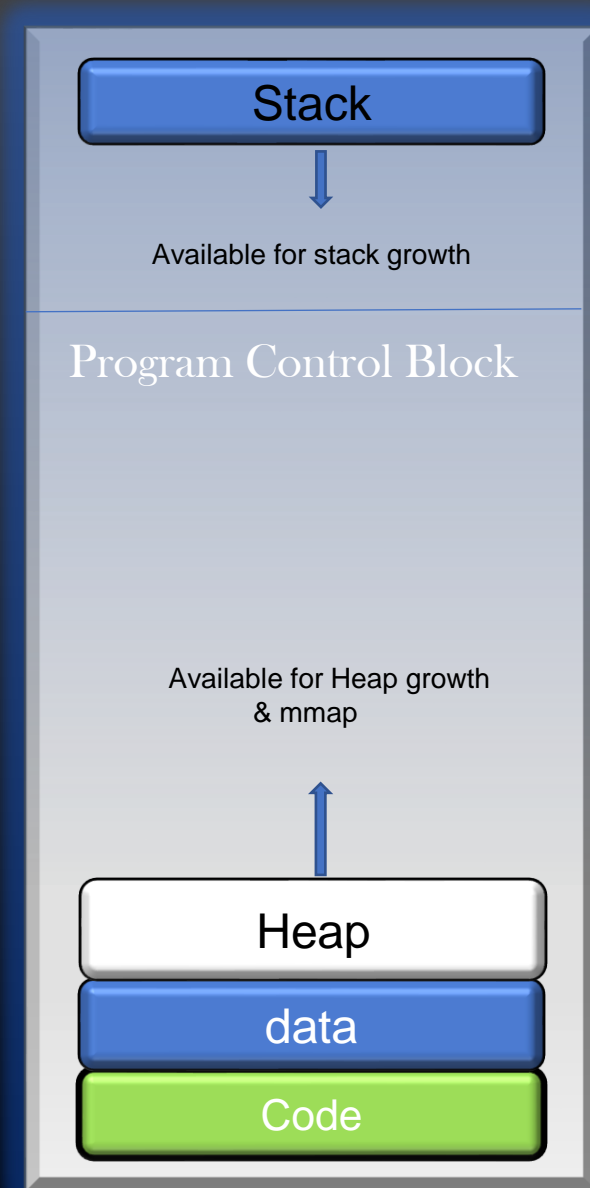 Stack
Available for stack growth
Program Control Block
Available for Heap growth
& mmap
Heap
data
Code